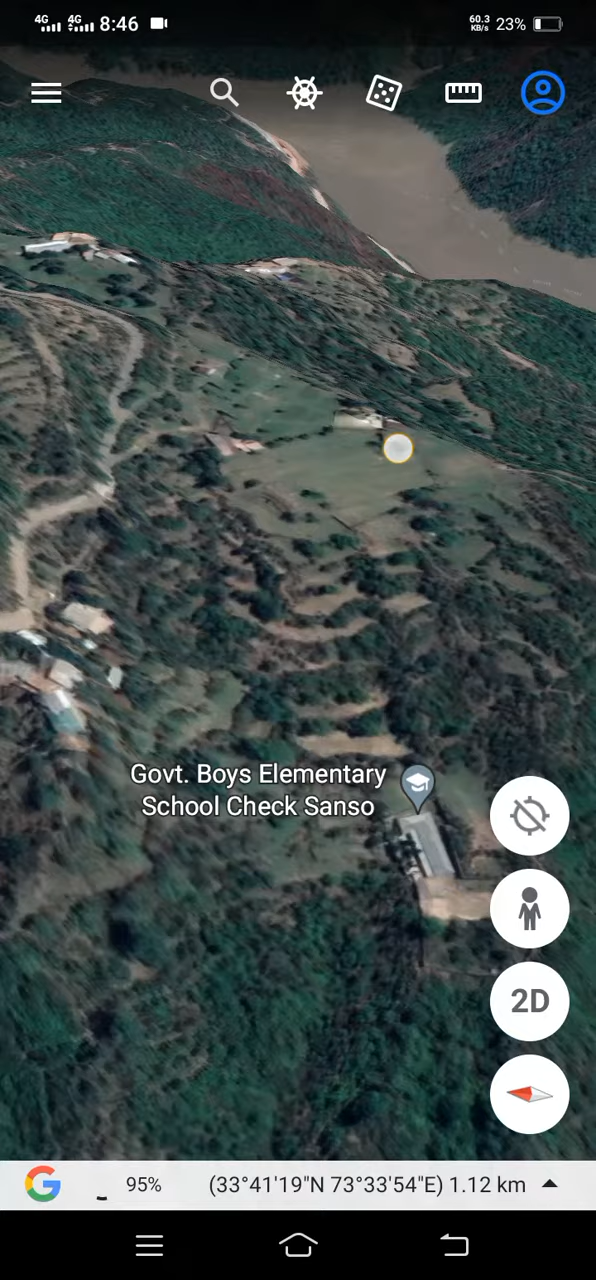 4G 4G 8:46 60.3 KB/s 23%
Govt. Boys Elementary
School Check Sanso
2D
95% (33°41'19"N 73°33'54"E) 1.12 km